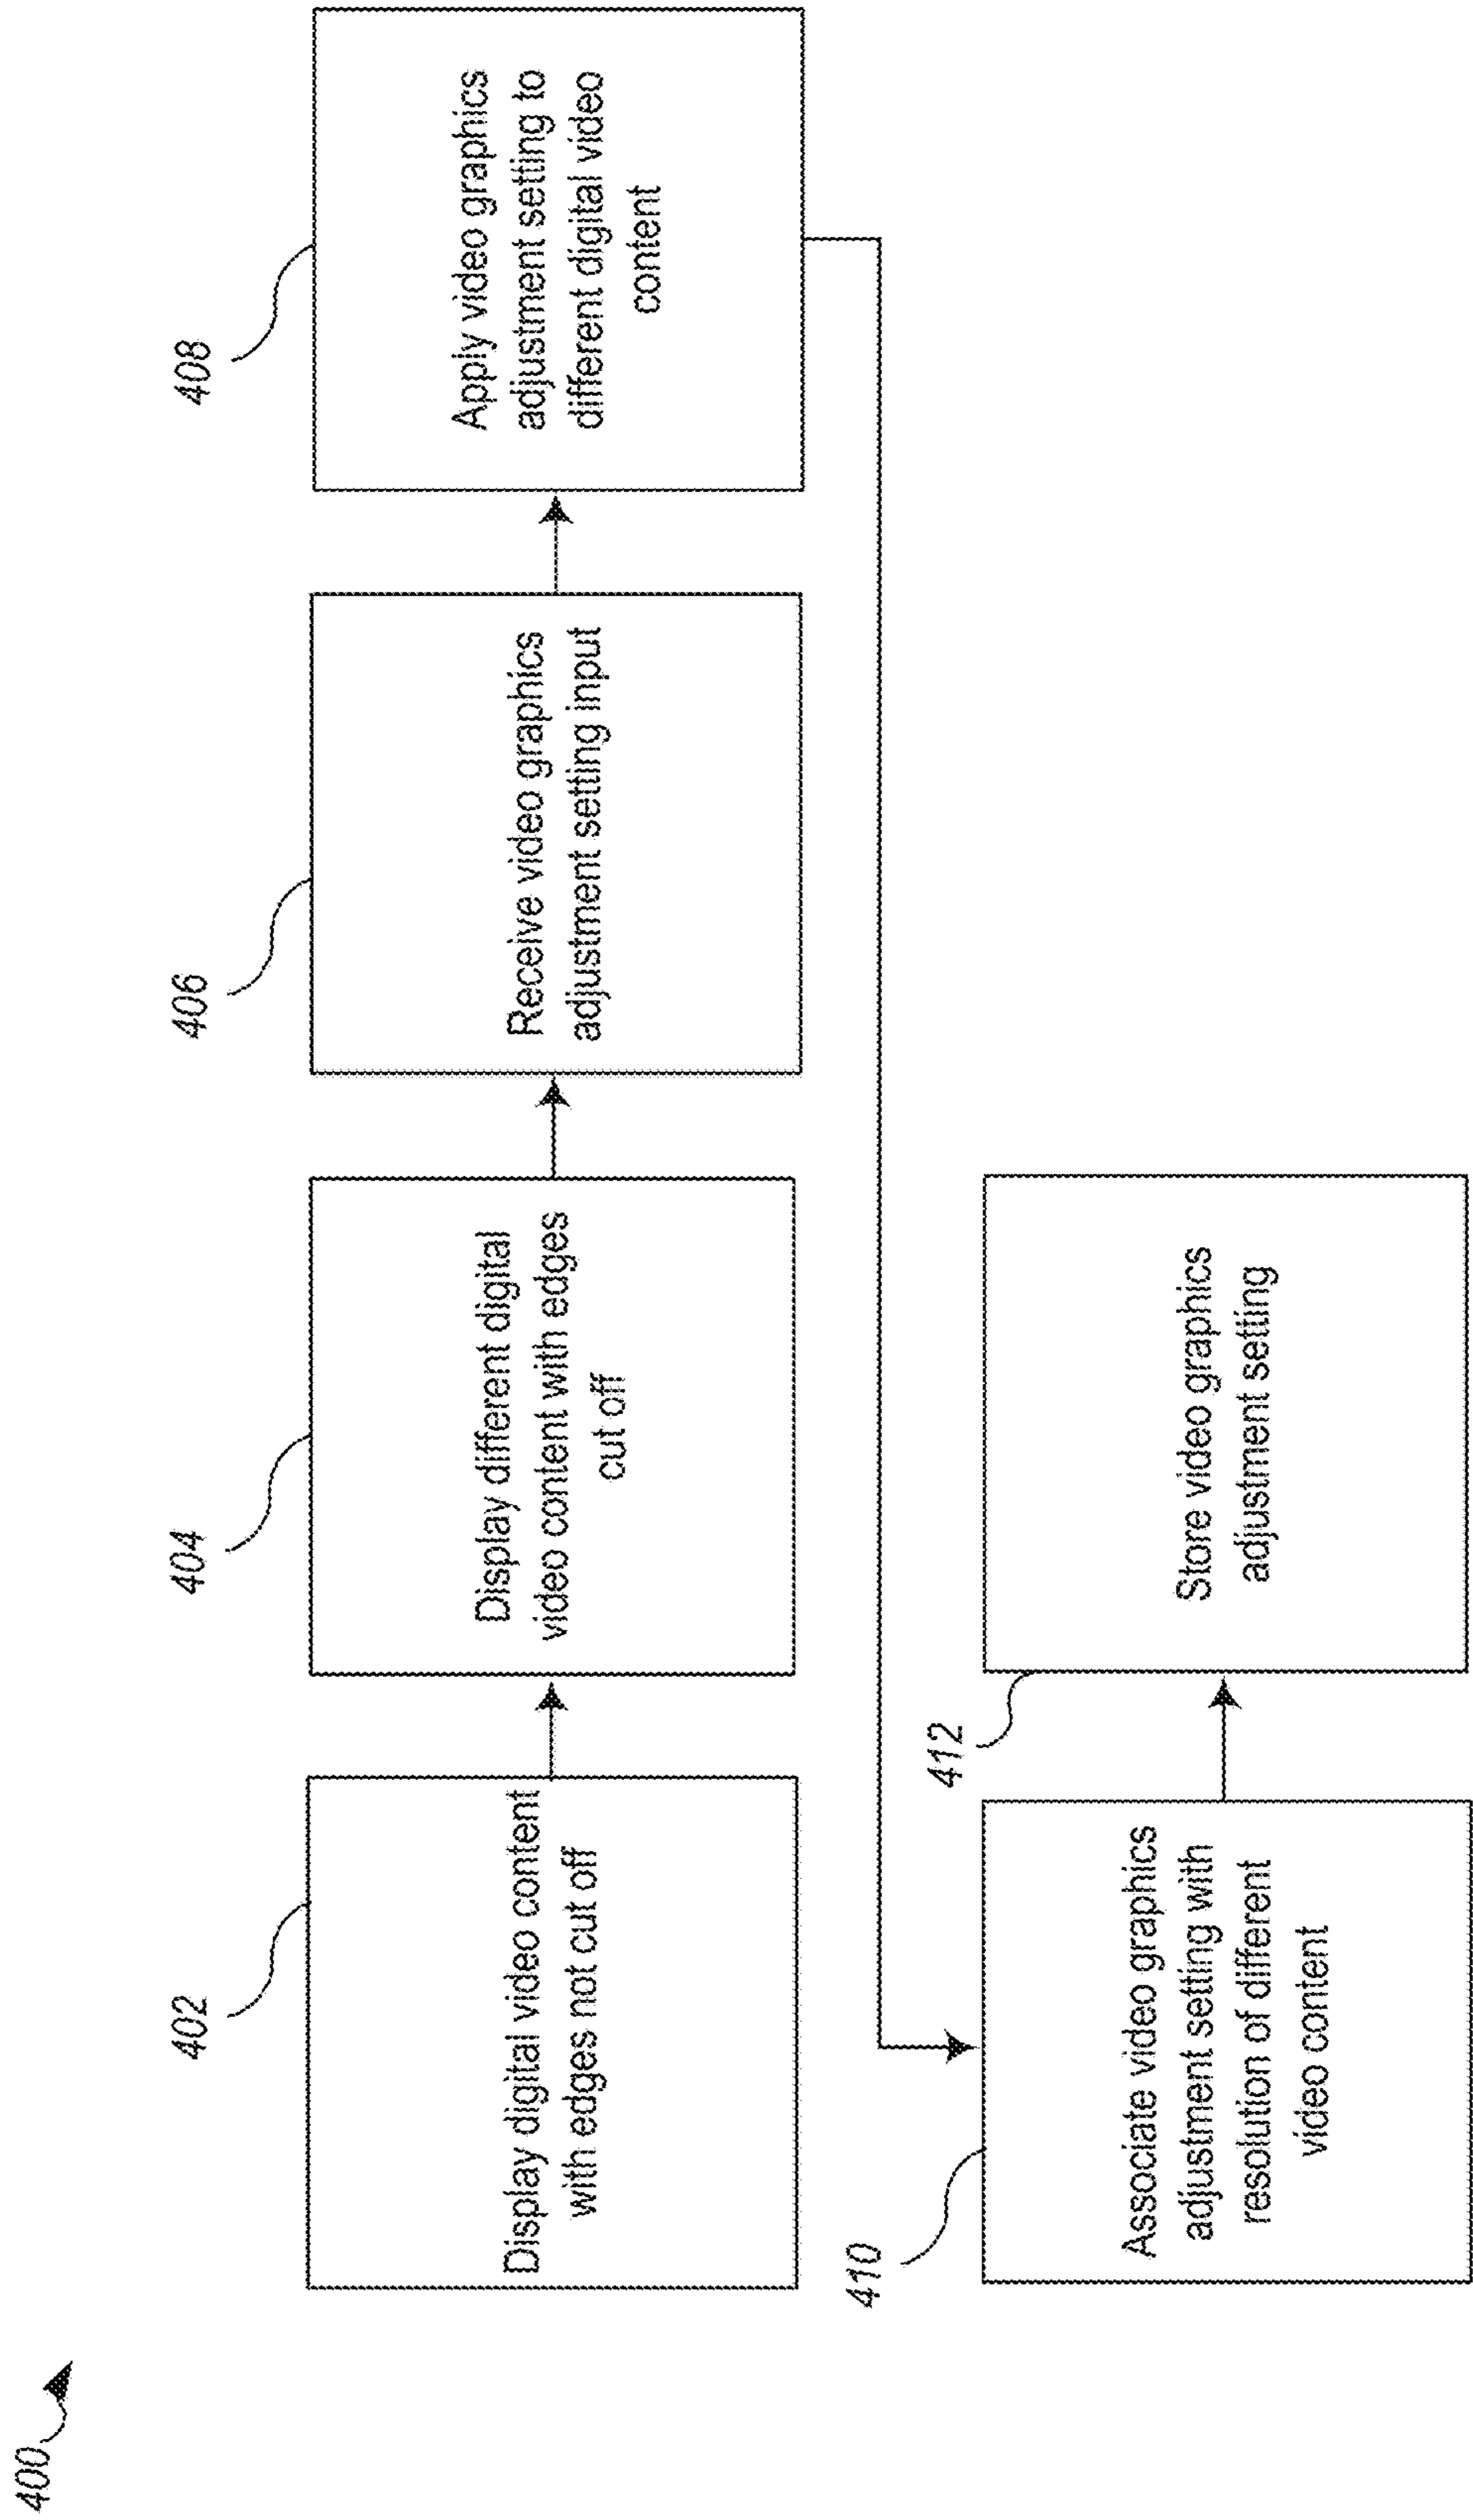 400
402
Display digital video content
with edges not cut off
404
Display different digital
video content with edges
cut off
406
Receive video graphics
adjustment setting input
408
Apply video graphics
adjustment setting to
different digital video
content
410
Associate video graphics
adjustment setting with
resolution of different
video content
412
Store video graphics
adjustment setting